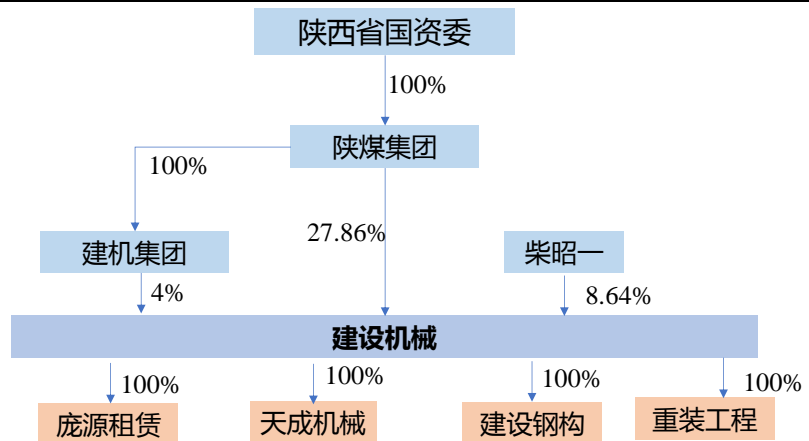 陕西省国资委
100%
陕煤集团
100%
27.86%
建机集团
柴昭一
4%
8.64%
建设机械
100%
100%
100%
100%
庞源租赁
天成机械
建设钢构
重装工程